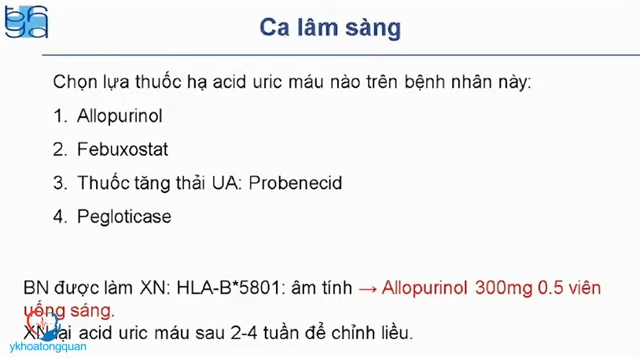 Ca lâm sàng
Chọn lựa thuốc hạ acid uric máu nào trên bệnh nhân này:
1. Allopurinol
2. Febuxostat
3. Thuốc tăng thải UA: Probenecid
4. Pegloticase
BN được làm XN: HLA-B*5801: âm tính → Allopurinol 300mg 0.5 viên
uống sáng.
XN lại acid uric máu sau 2-4 tuần để chỉnh liều.
ykhoatongquan